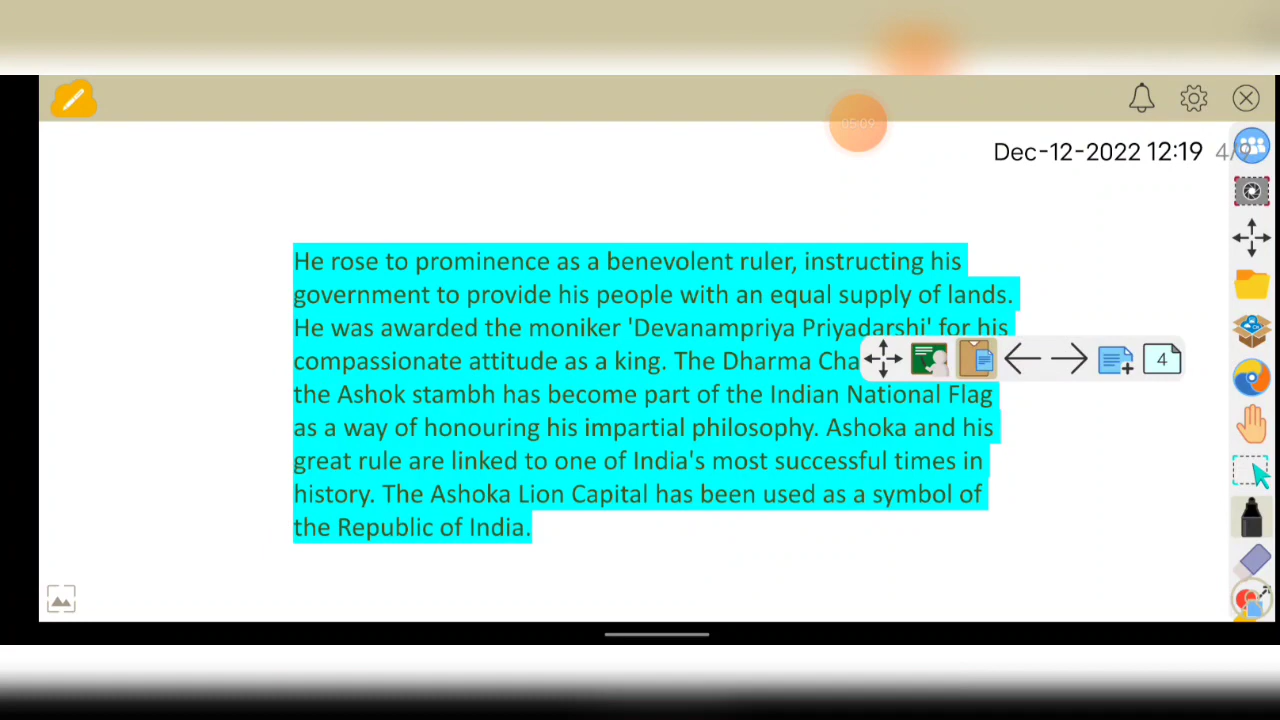 05:09
Dec-12-2022 12:19 4/9
He rose to prominence as a benevolent ruler, instructing his
government to provide his people with an equal supply of lands.
He was awarded the moniker 'Devanampriya Priyadarshi' for his
compassionate attitude as a king. The Dharma Cha
4
the Ashok stambh has become part of the Indian National Flag
as a way of honouring his impartial philosophy. Ashoka and his
great rule are linked to one of India's most successful times in
history. The Ashoka Lion Capital has been used as a symbol of
the Republic of India.